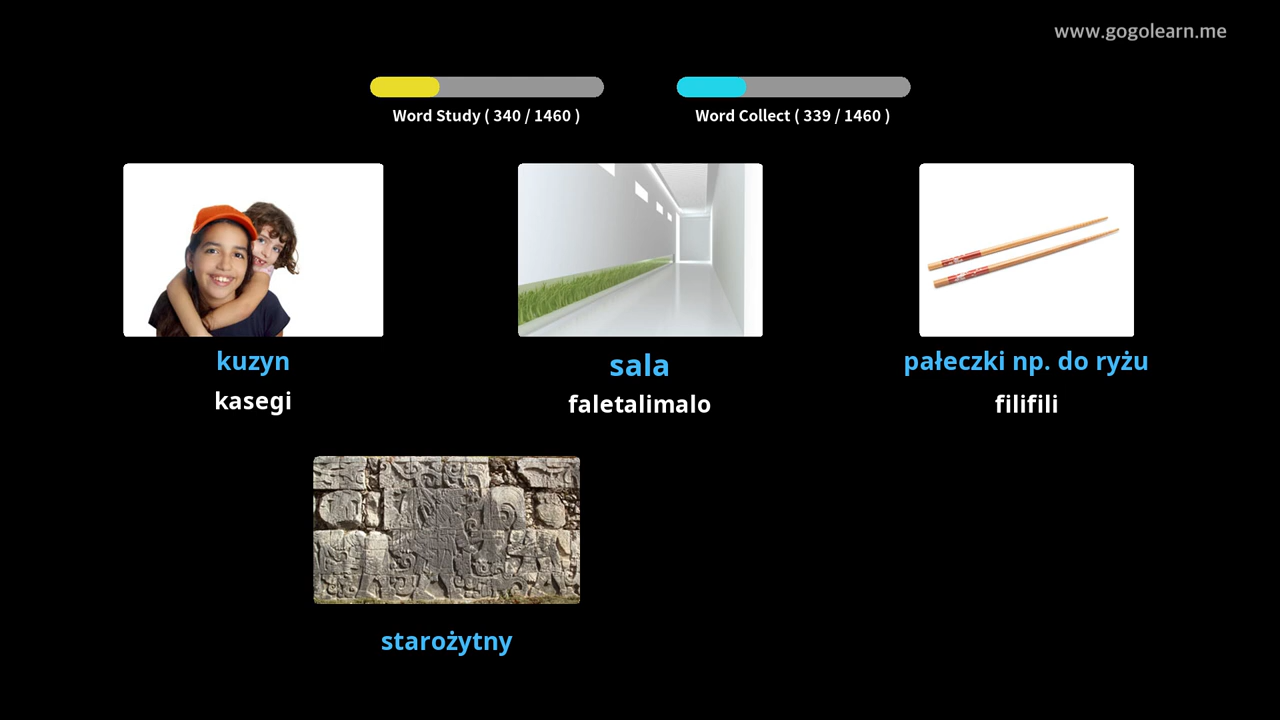 www.gogolearn.me
Word Study ( 340 / 1460 )
Word Collect ( 339 / 1460 )
kuzyn
kasegi
sala
faletalimalo
pałeczki np. do ryżu
filifili
starożytny